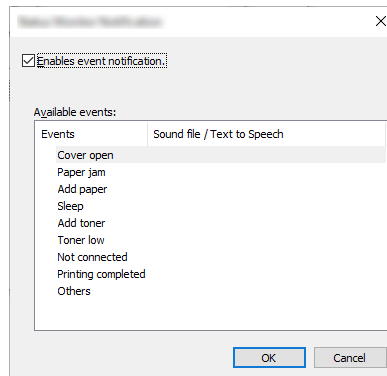 Enables event notification.
Available events:
Events Sound file / Text to Speech
Cover open
Paper jam
Add paper
Sleep
Add toner
Toner low
Not connected
Printing completed
Others
OK Cancel